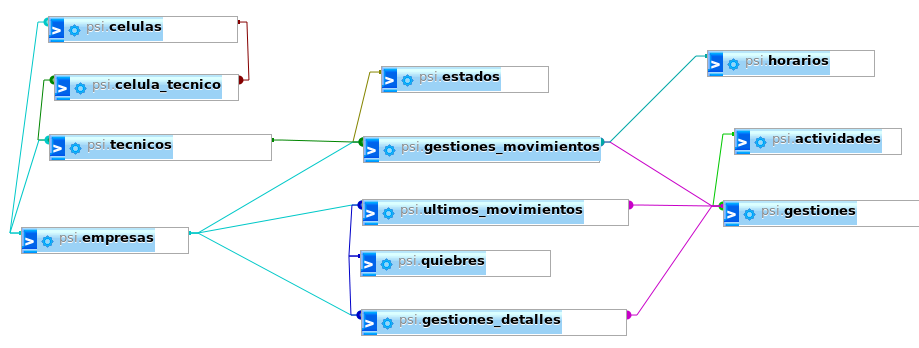 psi.celulas
psi.celula_tecnico
psi.tecnicos
psi.empresas
psi.estados
psi.gestiones_movimientos
psi.ultimos_movimientos
psi.quiebres
psi.gestiones_detalles
psi.horarios
psi.actividades
psi.gestiones